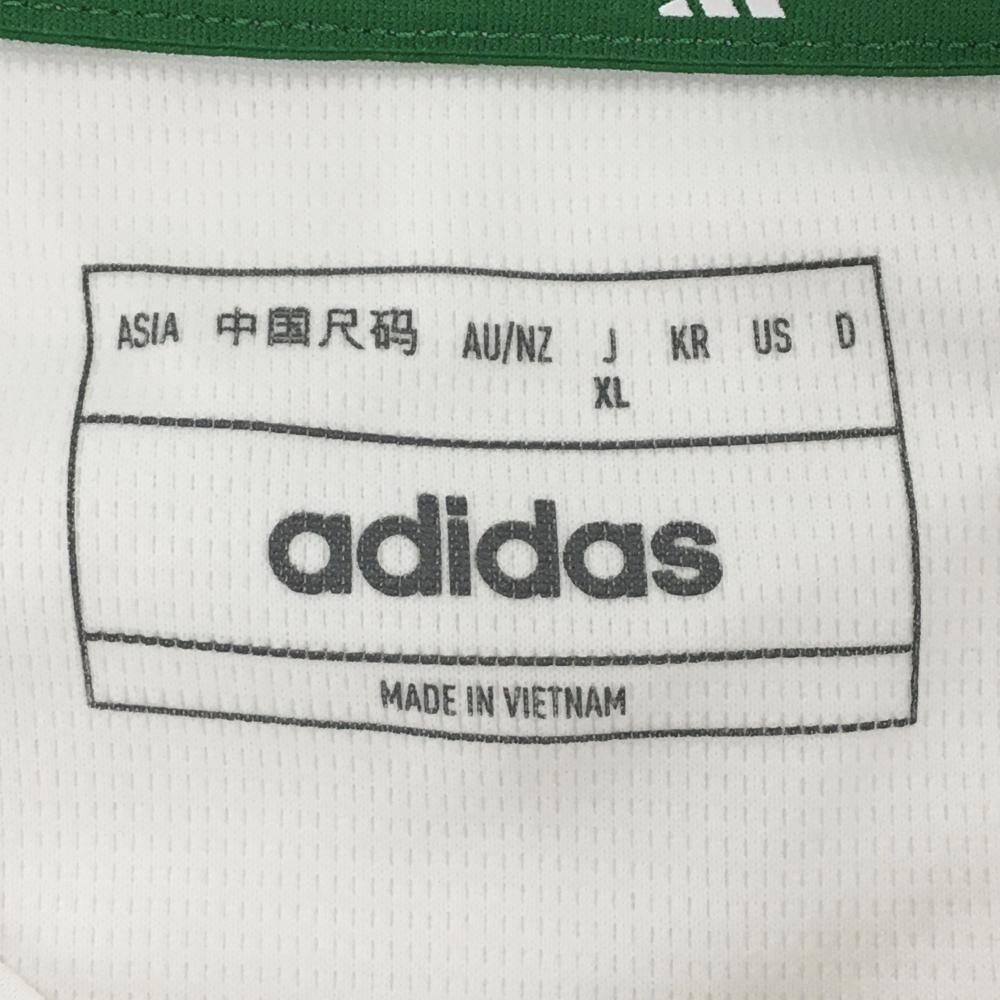 ASIA 中国尺码 AU/NZ J KR US D
XL
adidas
MADE IN VIETNAM